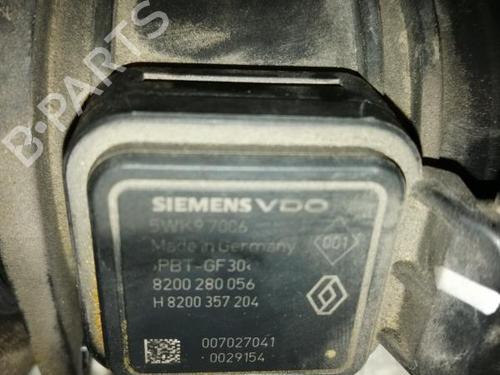 B-PARTS
SIEMENS VDO
5WK9 7006
Made in Germany
001
>PBT-GF30<
8200 280 056
H 8200 357 204
007027041
0029154